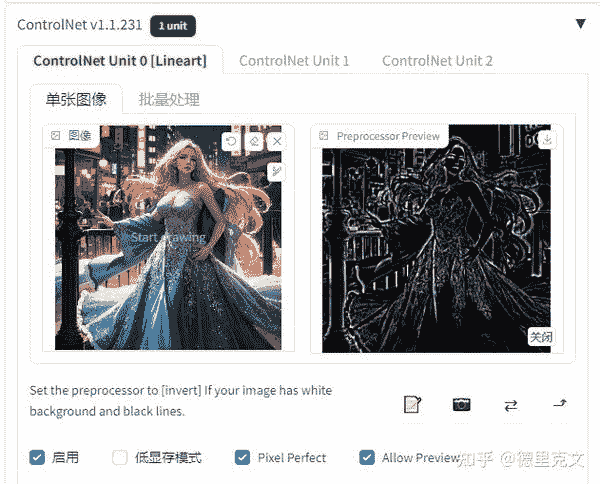 ControlNet v1.1.231 1 unit
ControlNet Unit 0 [Lineart] ControlNet Unit 1 ControlNet Unit 2
单张图像 批量处理
图像 Preprocessor Preview
Start drawing
关闭
Set the preprocessor to [invert] If your image has white
background and black lines.
启用 低显存模式 Pixel Perfect Allow Preview
知乎 @德里克文